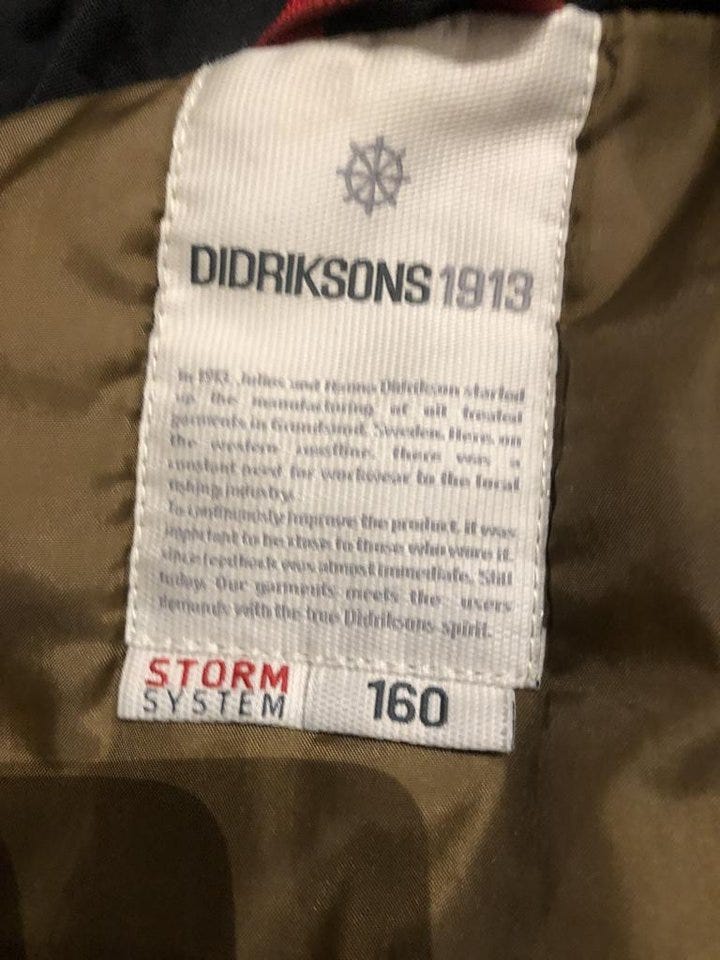 DIDRIKSONS 1913
In 1913, Julius and Hanna Didrikson started
up the manufacturing of oil treated
garments in Grundsund, Sweden. Here, on
the western coastline, there was a
constant need for workwear to the local
fishing industry.
To continuously improve the product, it was
important to be close to those who wore it,
since feedback was almost immediate. Still
today, Our garments meets the users
demands with the true Didriksons spirit.
STORM
SYSTEM
160